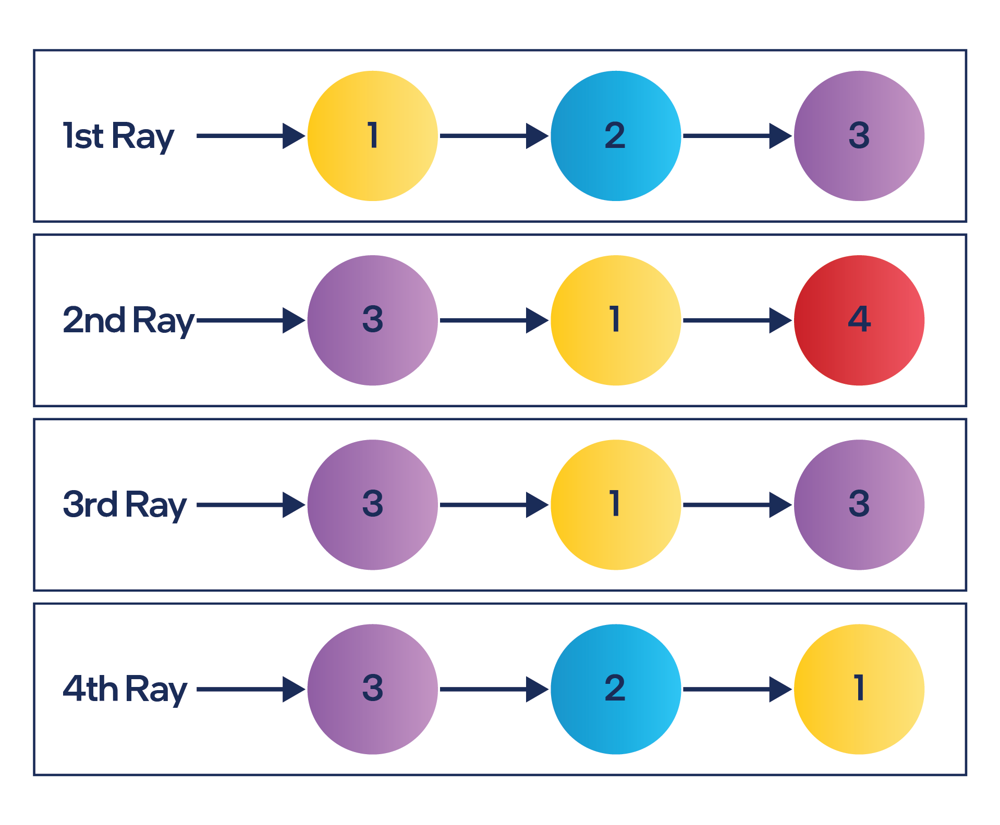 1st Ray 1 2 3
2nd Ray 3 1 4
3rd Ray 3 1 3
4th Ray 3 2 1